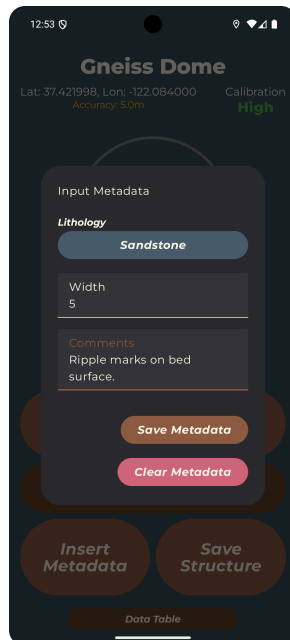 12:53
Gneiss Dome
Lat: 37.421998, Lon: -122.084000
Calibration
Accuracy: 5.0m
High
Input Metadata
Lithology
Sandstone
Width
5
Comments
Ripple marks on bed
surface.
Save Metadata
Clear Metadata
Insert
Metadata
Save
Structure
Data Table